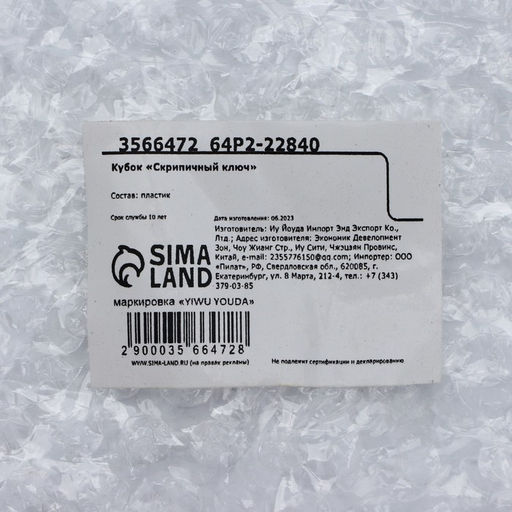 3566472 64P2-22840
Кубок «Скрипичный ключ»
Состав: пластик
Срок службы 10 лет
Дата изготовления: 06.2023
Изготовитель: Иу Йоуда Импорт Энд Экспорт Ко.,
Лтд.; Адрес изготовителя: Экономик Девелопмент
Зон, Чоу Жианг Стр., Иу Сити, Чжэцзян Провинс,
Китай, e-mail: 2355776150@qq.com; Импортер: ООО
«Пилат», РФ, Свердловская обл., 620085, г.
Екатеринбург, ул. 8 Марта, 212-4, тел.: +7 (343)
379-03-85
SIMA
LAND
маркировка «YIWU YOUDA»
2 900035 664728
WWW.SIMA-LAND.RU (на правах рекламы)
Не подлежит сертификации и декларированию